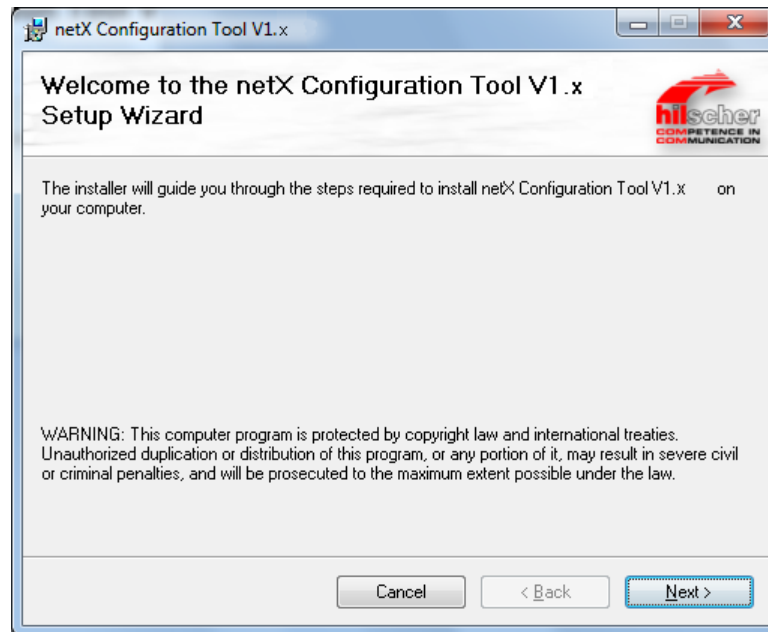 netX Configuration Tool V1.x
Welcome to the netX Configuration Tool V1.x
Setup Wizard
hilscher
COMPETENCE IN
COMMUNICATION
The installer will guide you through the steps required to install netX Configuration Tool V1.x on
your computer.
WARNING: This computer program is protected by copyright law and international treaties.
Unauthorized duplication or distribution of this program, or any portion of it, may result in severe civil
or criminal penalties, and will be prosecuted to the maximum extent possible under the law.
Cancel
< Back
Next >